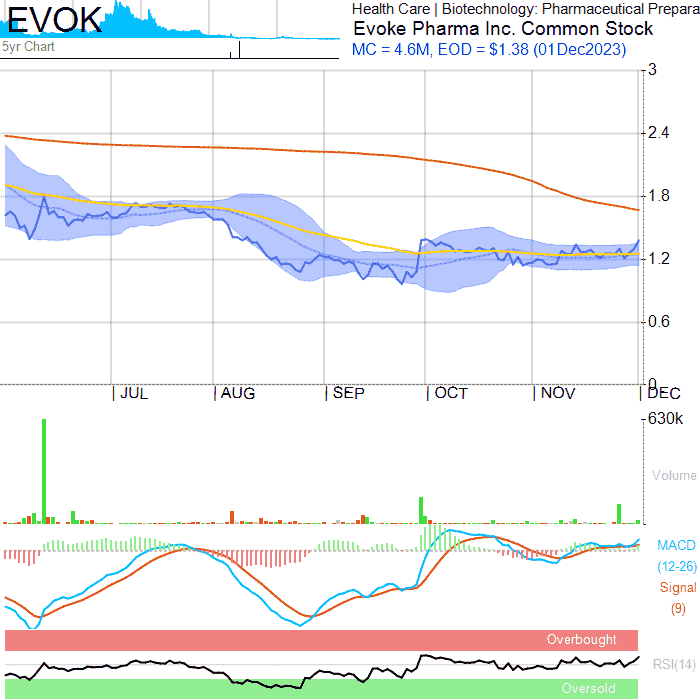 EVOK
5yr Chart
Health Care | Biotechnology: Pharmaceutical Prepara
Evoke Pharma Inc. Common Stock
MC = 4.6M, EOD = $1.38 (01Dec2023)
3
2.4
1.8
1.2
0.6
0
JUL AUG SEP OCT NOV DEC
630k
Volume
MACD
(12-26)
Signal
(9)
Overbought
RSI(14)
Oversold